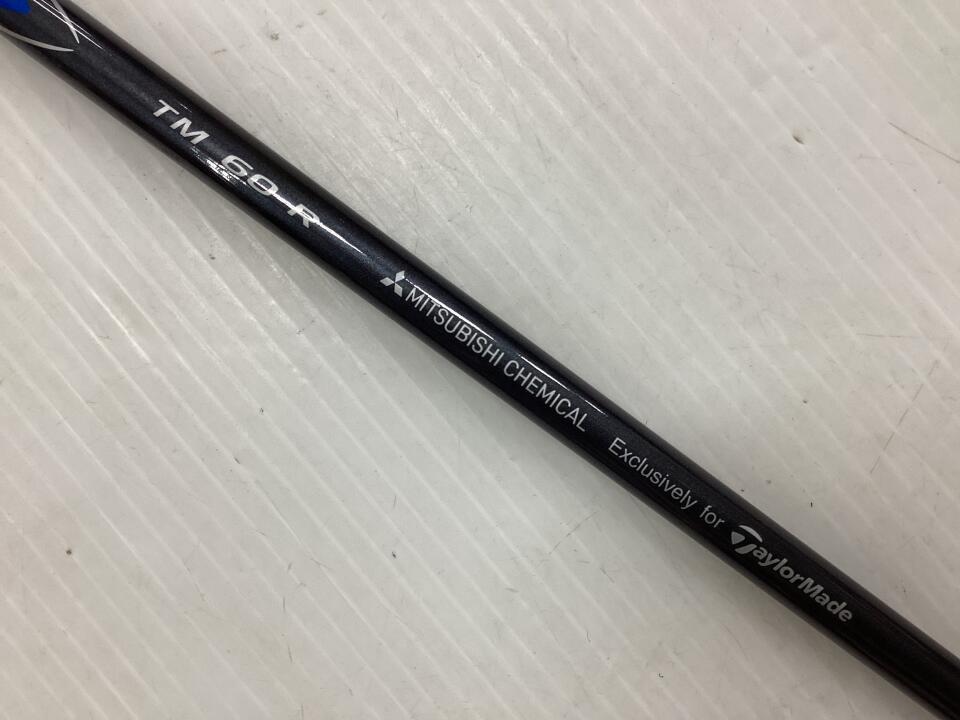 TM 60 R
MITSUBISHI CHEMICAL Exclusively for TaylorMade